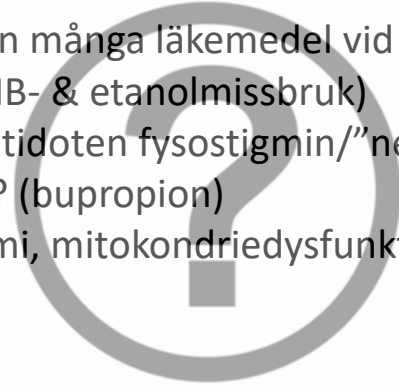 n många läkemedel vid
IB- & etanolmissbruk)
tidoten fysostigmin/”ne
? (bupropion)
mi, mitokondriedysfunkt